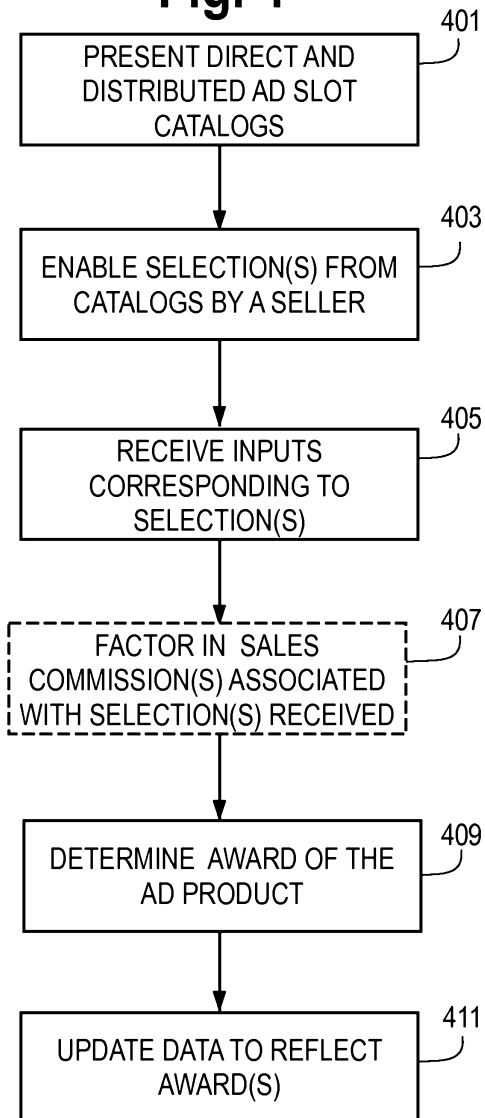 401
PRESENT DIRECT AND
DISTRIBUTED AD SLOT
CATALOGS
403
ENABLE SELECTION(S) FROM
CATALOGS BY A SELLER
405
RECEIVE INPUTS
CORRESPONDING TO
SELECTION(S)
407
FACTOR IN SALES
COMMISSION(S) ASSOCIATED
WITH SELECTION(S) RECEIVED
409
DETERMINE AWARD OF THE
AD PRODUCT
411
UPDATE DATA TO REFLECT
AWARD(S)